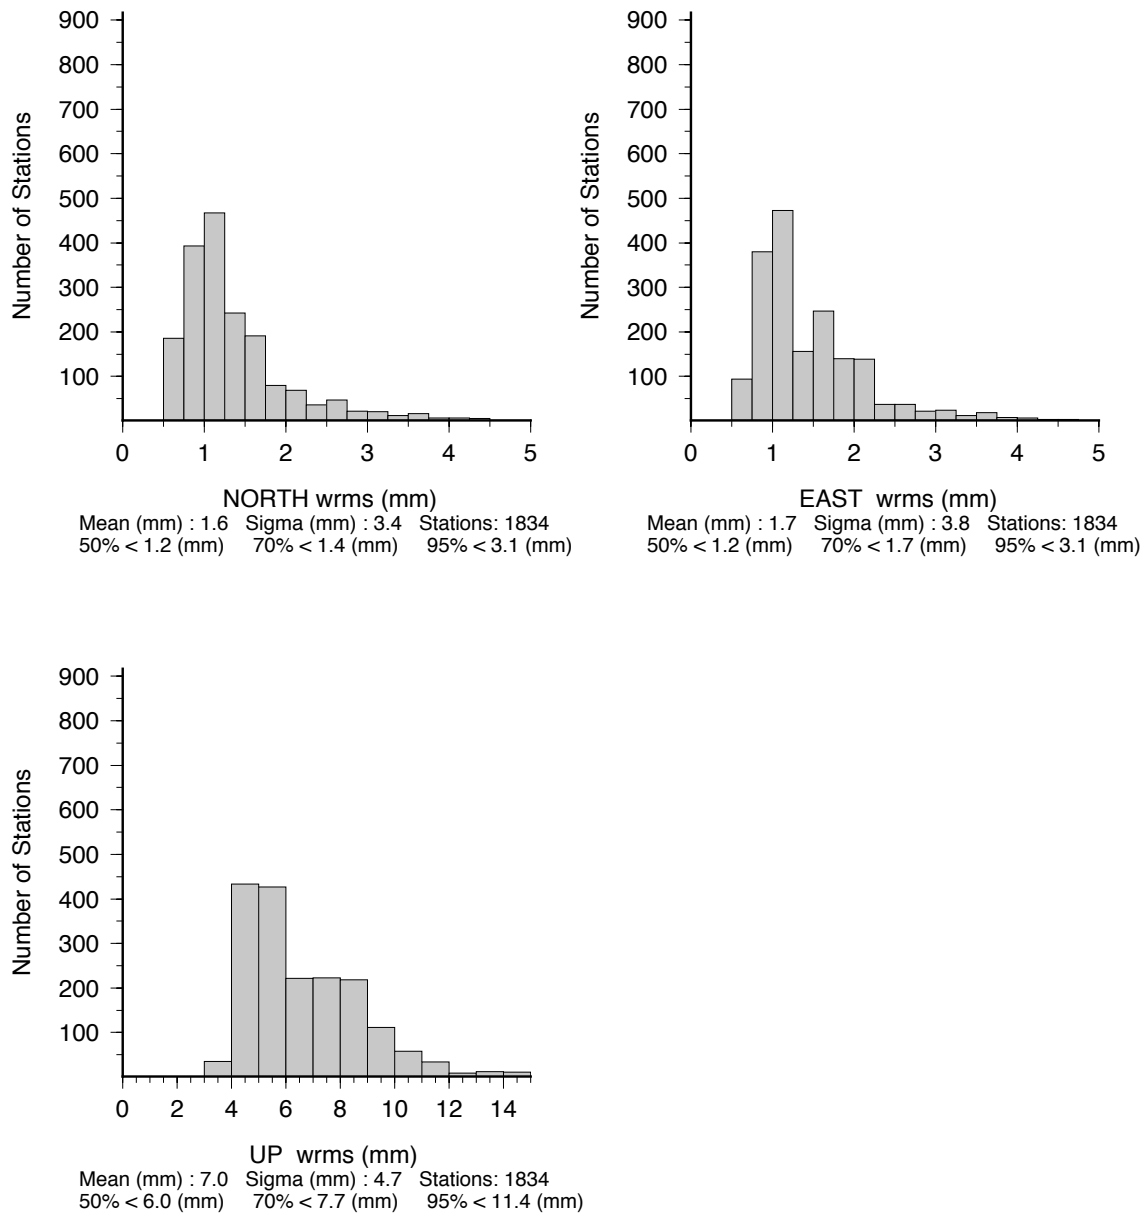 900
800
700
600
500
400
300
200
100
Number of Stations
0 1 2 3 4 5
NORTH wrms (mm)
Mean (mm) : 1.6 Sigma (mm) : 3.4 Stations: 1834
50% < 1.2 (mm) 70% < 1.4 (mm) 95% < 3.1 (mm)
900
800
700
600
500
400
300
200
100
Number of Stations
0 1 2 3 4 5
EAST wrms (mm)
Mean (mm) : 1.7 Sigma (mm) : 3.8 Stations: 1834
50% < 1.2 (mm) 70% < 1.7 (mm) 95% < 3.1 (mm)
900
800
700
600
500
400
300
200
100
Number of Stations
0 2 4 6 8 10 12 14
UP wrms (mm)
Mean (mm) : 7.0 Sigma (mm) : 4.7 Stations: 1834
50% < 6.0 (mm) 70% < 7.7 (mm) 95% < 11.4 (mm)